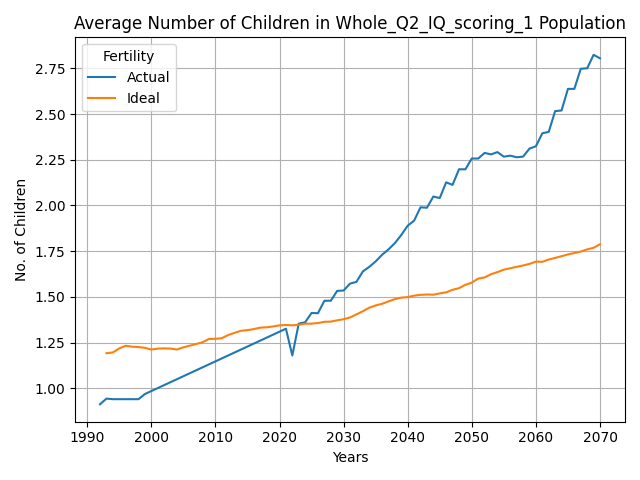 Average Number of Children in Whole_Q2_IQ_scoring_1 Population
Fertility
Actual
Ideal
No. of Children
2.75
2.50
2.25
2.00
1.75
1.50
1.25
1.00
1990 2000 2010 2020 2030 2040 2050 2060 2070
Years